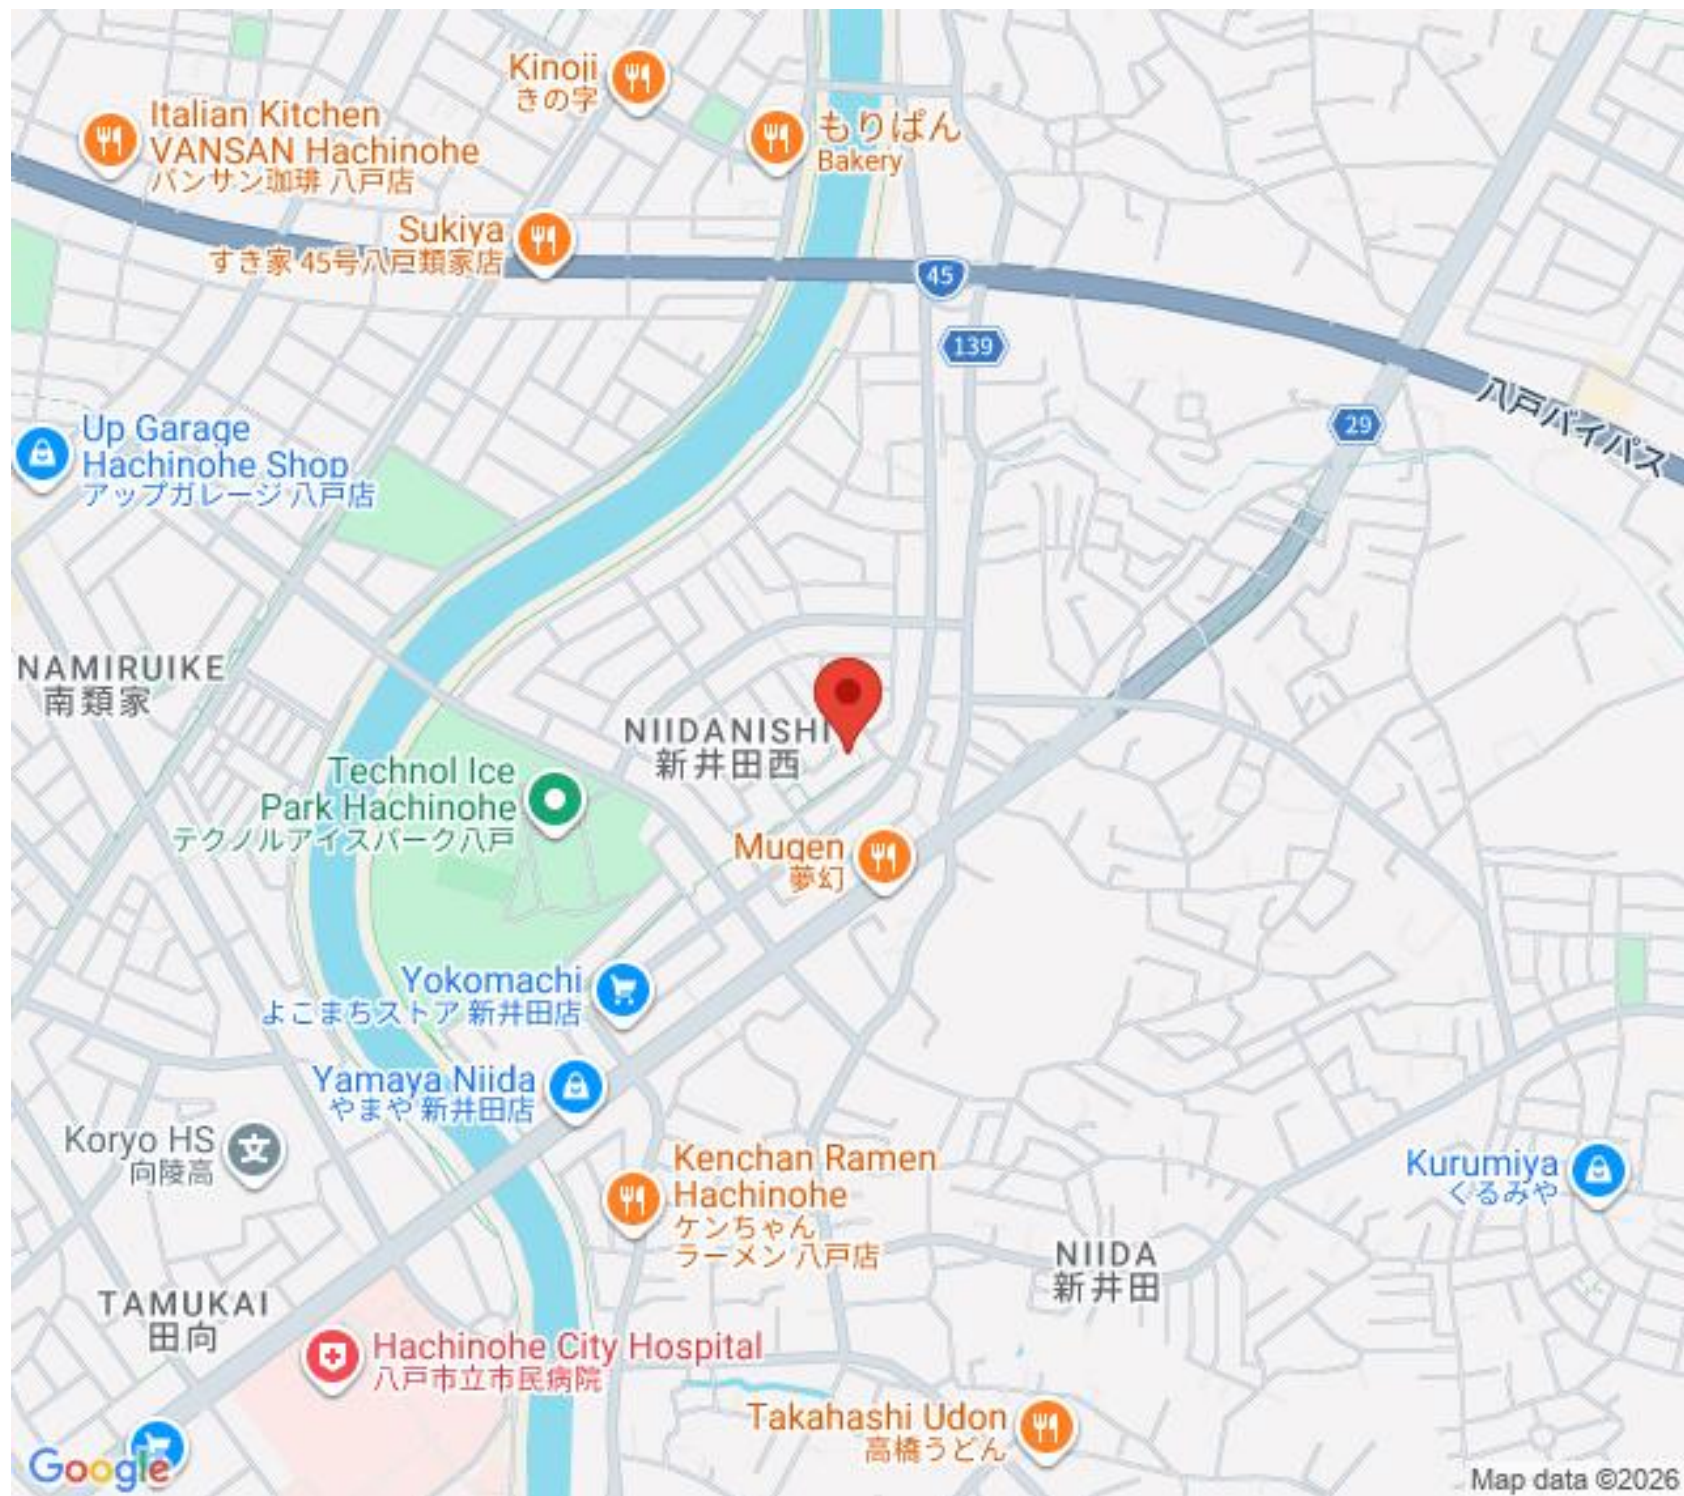 Kinoji
きの字
Italian Kitchen
VANSAN Hachinohe
バンサン珈琲 八戸店
もりぱん
Bakery
Sukiya
すき家 45号八戸類家店
45
139
29
八戸バイパス
Up Garage
Hachinohe Shop
アップガレージ 八戸店
NAMIRUIKE
南類家
NIIDANISHI
新井田西
Technol Ice
Park Hachinohe
テクノルアイスパーク八戸
Mugen
夢幻
Yokomachi
よこまちストア 新井田店
Yamaya Niida
やまや 新井田店
Koryo HS
向陵高
Kenchan Ramen
Hachinohe
ケンちゃん
ラーメン 八戸店
Kurumiya
くるみや
NIIDA
新井田
TAMUKAI
田向
Hachinohe City Hospital
八戸市立市民病院
Takahashi Udon
高橋うどん
Google
Map data ©2026